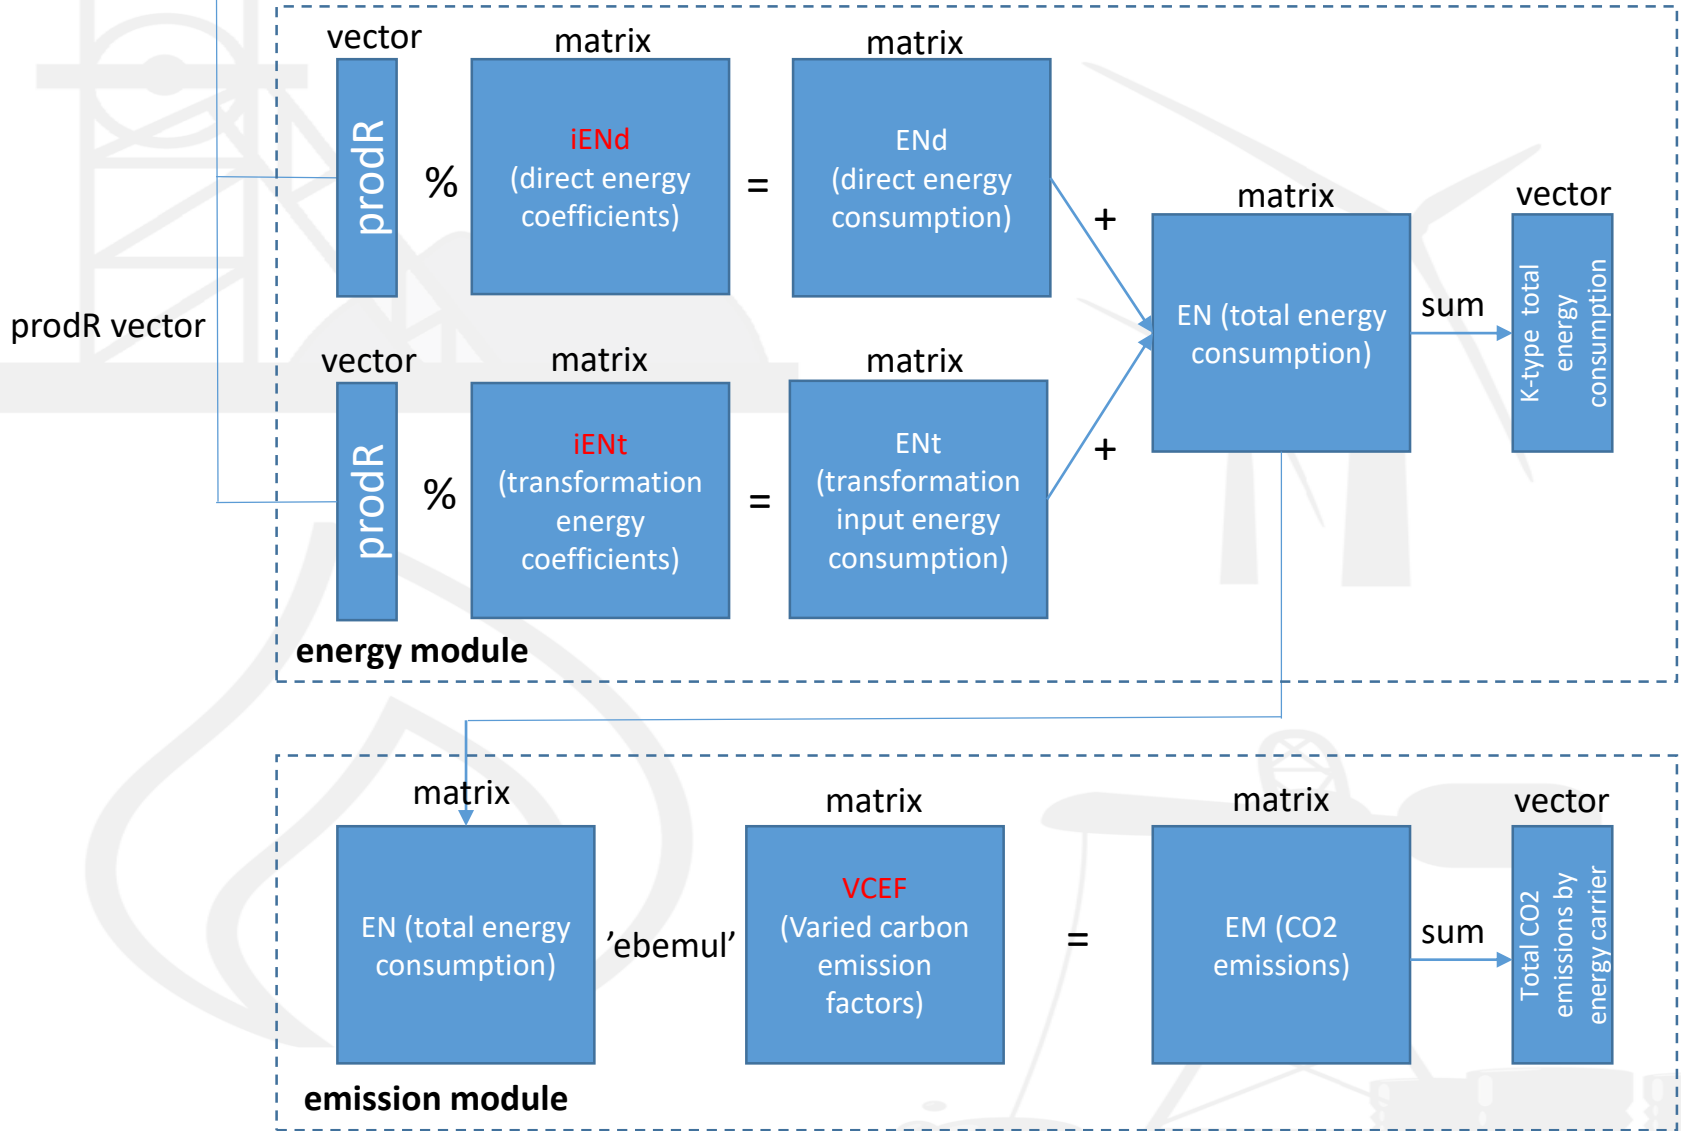 vector
matrix
matrix
prodR
%
iENd
(direct energy
coefficients)
=
ENd
(direct energy
consumption)
+
matrix
vector
EN (total energy
consumption)
sum
K-type total
energy
consumption
prodR vector
vector
matrix
matrix
prodR
%
iENt
(transformation
energy
coefficients)
=
ENt
(transformation
input energy
consumption)
+
energy module
matrix
matrix
matrix
vector
EN (total energy
consumption)
’ebemul’
VCEF
(Varied carbon
emission
factors)
=
EM (CO2
emissions)
sum
Total CO2
emissions by
energy carrier
emission module